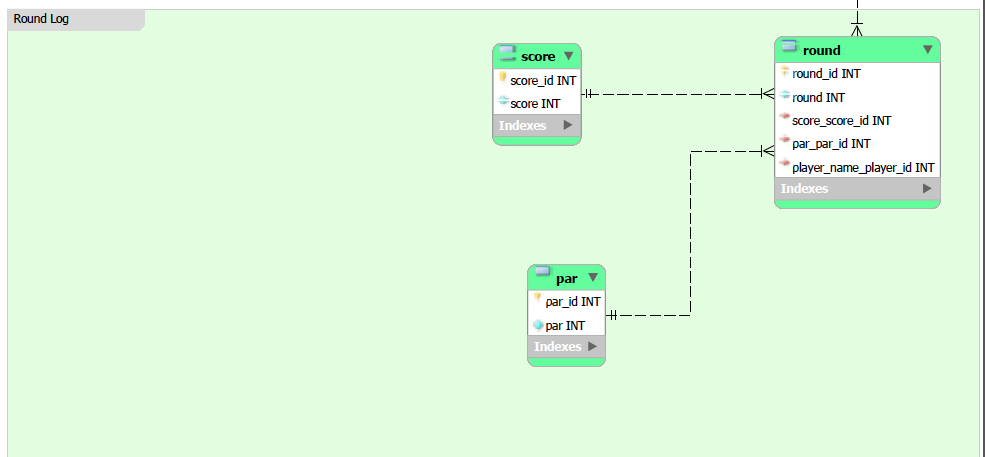 Round Log
score
score_id INT
score INT
Indexes
round
round_id INT
round INT
score_score_id INT
par_par_id INT
player_name_player_id INT
Indexes
par
par_id INT
par INT
Indexes